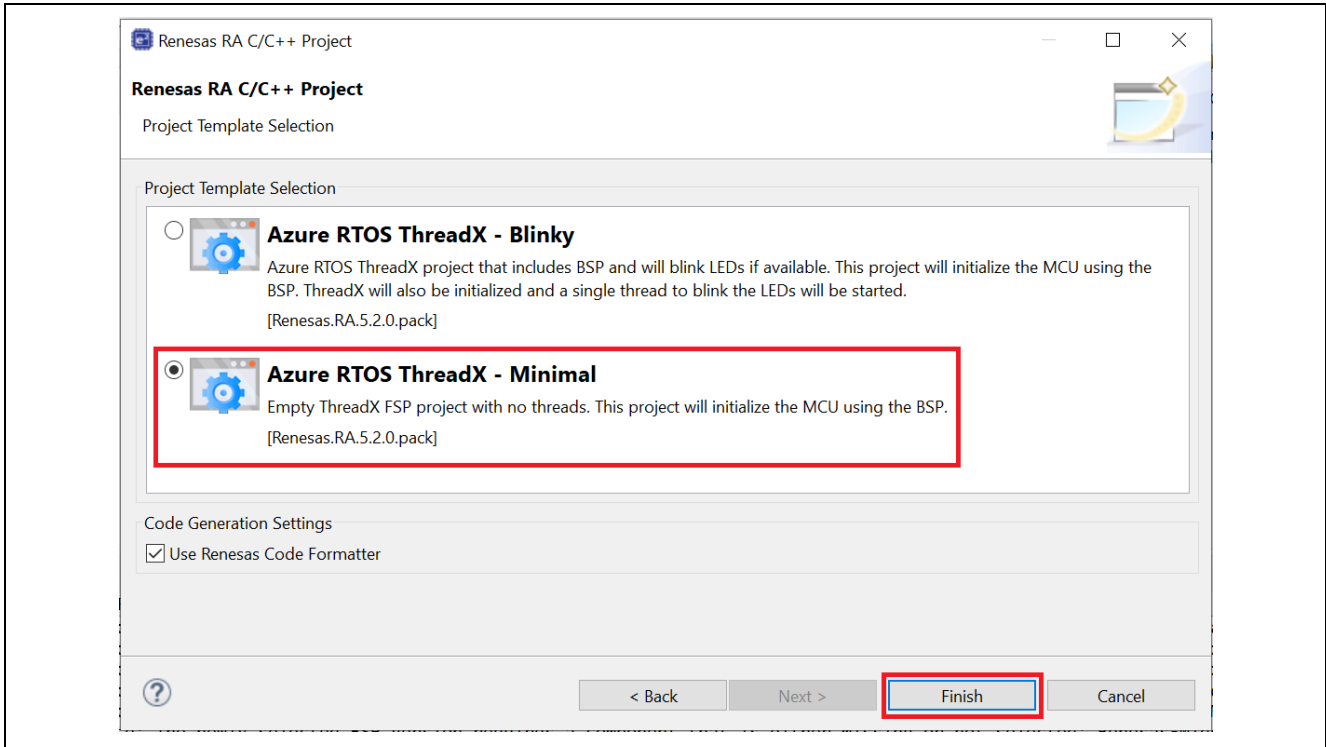 Renesas RA C/C++ Project
Renesas RA C/C++ Project
Project Template Selection
Project Template Selection
Azure RTOS ThreadX - Blinky
Azure RTOS ThreadX project that includes BSP and will blink LEDs if available. This project will initialize the MCU using the
BSP. ThreadX will also be initialized and a single thread to blink the LEDs will be started.
[Renesas.RA.5.2.0.pack]
Azure RTOS ThreadX - Minimal
Empty ThreadX FSP project with no threads. This project will initialize the MCU using the BSP.
[Renesas.RA.5.2.0.pack]
Code Generation Settings
Use Renesas Code Formatter
?
< Back
Next >
Finish
Cancel